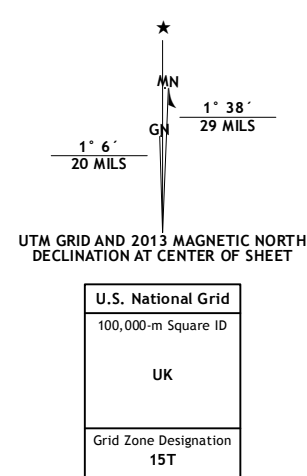 ★
MN
1° 38´
29 MILS
GN
1° 6´
20 MILS
UTM GRID AND 2013 MAGNETIC NORTH
DECLINATION AT CENTER OF SHEET
U.S. National Grid
100,000-m Square ID
UK
Grid Zone Designation
15T